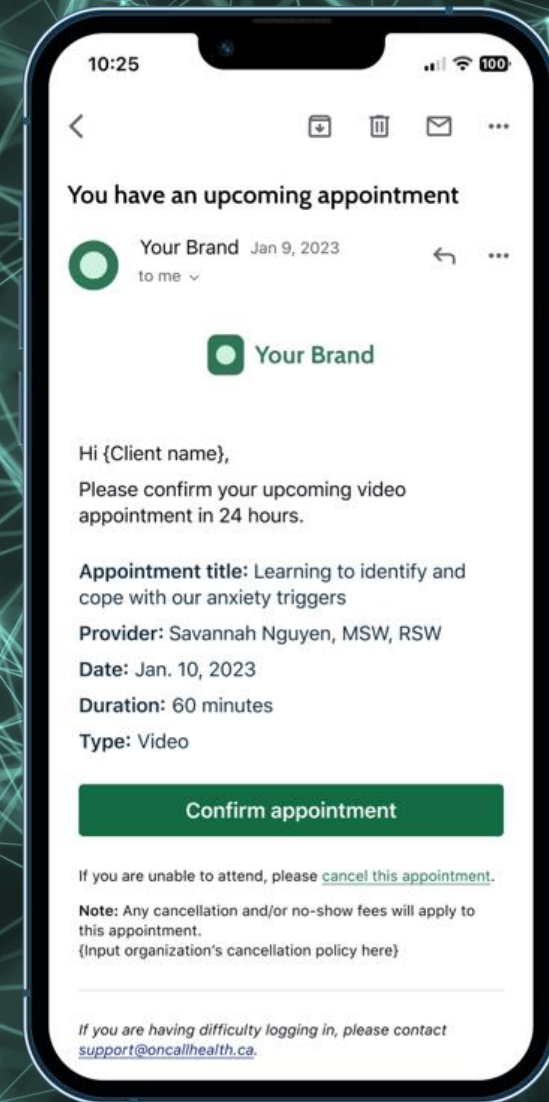 10:25
100
You have an upcoming appointment
Your Brand Jan 9, 2023
to me
Your Brand
Hi {Client name},
Please confirm your upcoming video
appointment in 24 hours.
Appointment title: Learning to identify and
cope with our anxiety triggers
Provider: Savannah Nguyen, MSW, RSW
Date: Jan. 10, 2023
Duration: 60 minutes
Type: Video
Confirm appointment
If you are unable to attend, please cancel this appointment.
Note: Any cancellation and/or no-show fees will apply to
this appointment.
{Input organization's cancellation policy here}
If you are having difficulty logging in, please contact
support@oncallhealth.ca.